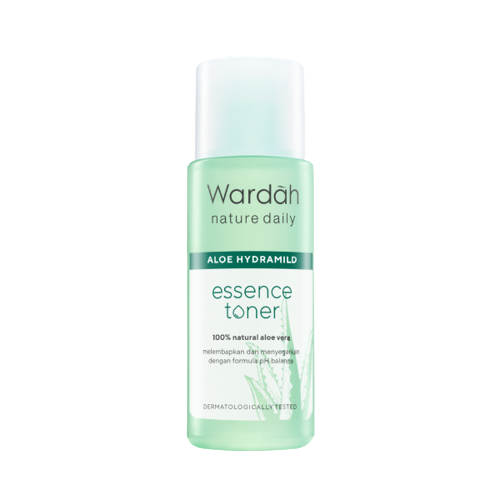 Wardāh
nature daily
ALOE HYDRAMILD
essence
toner
100% natural aloe vera
melembapkan dan menyegarkan
dengan formula pH balance
DERMATOLOGICALLY TESTED